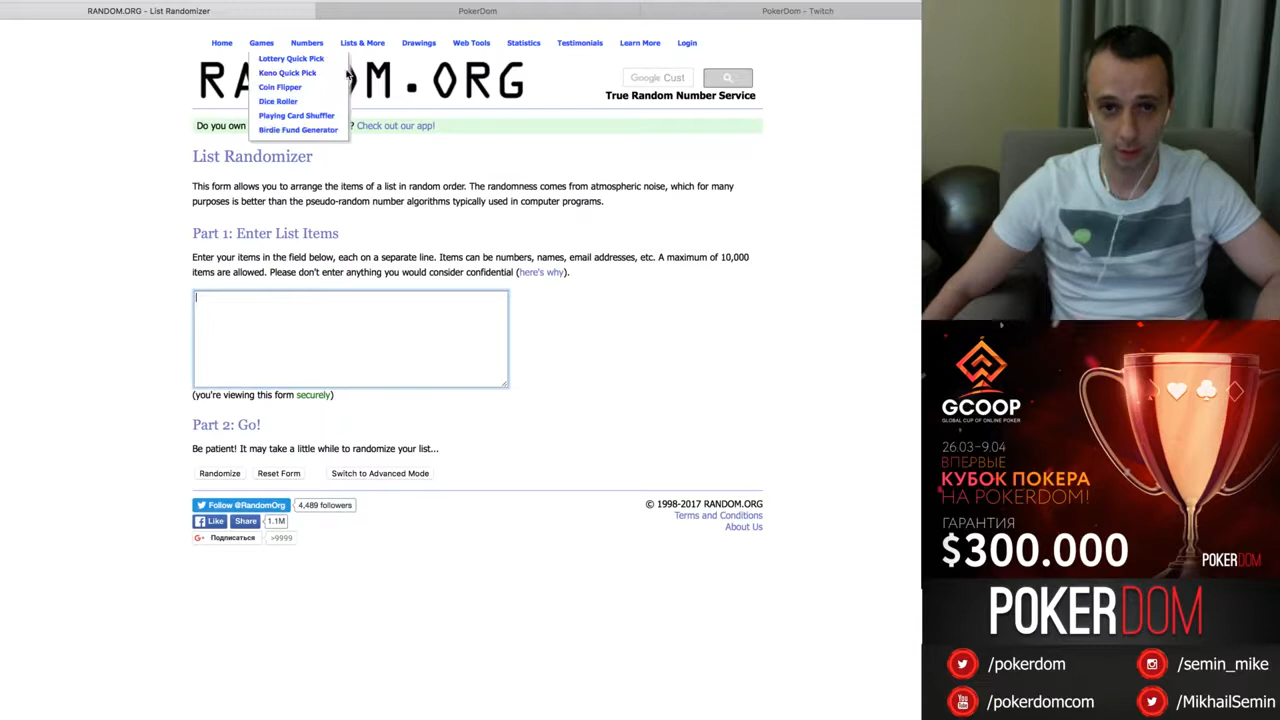 RANDOM.ORG - List Randomizer
PokerDom
PokerDom - Twitch
Home Games Numbers Lists & More Drawings Web Tools Statistics Testimonials Learn More Login
Lottery Quick Pick
Keno Quick Pick
Coin Flipper
Dice Roller
Playing Card Shuffler
Birdie Fund Generator
Google Cust
True Random Number Service
Do you own ? Check out our app!
List Randomizer
This form allows you to arrange the items of a list in random order. The randomness comes from atmospheric noise, which for many
purposes is better than the pseudo-random number algorithms typically used in computer programs.
Part 1: Enter List Items
Enter your items in the field below, each on a separate line. Items can be numbers, names, email addresses, etc. A maximum of 10,000
items are allowed. Please don't enter anything you would consider confidential (here's why).
(you're viewing this form securely)
Part 2: Go!
Be patient! It may take a little while to randomize your list...
Randomize Reset Form Switch to Advanced Mode
Follow @RandomOrg 4,489 followers
Like Share 1.1M
G+ Подписаться >9999
© 1998-2017 RANDOM.ORG
Terms and Conditions
About Us
GCOOP
GLOBAL CUP OF ONLINE POKER
26.03–9.04
ВПЕРВЫЕ
КУБОК ПОКЕРА
НА POKERDOM!
ГАРАНТИЯ
$300.000
POKERDOM
POKERDOM
/pokerdom
/semin_mike
You Tube /pokerdomcom
/MikhailSemin